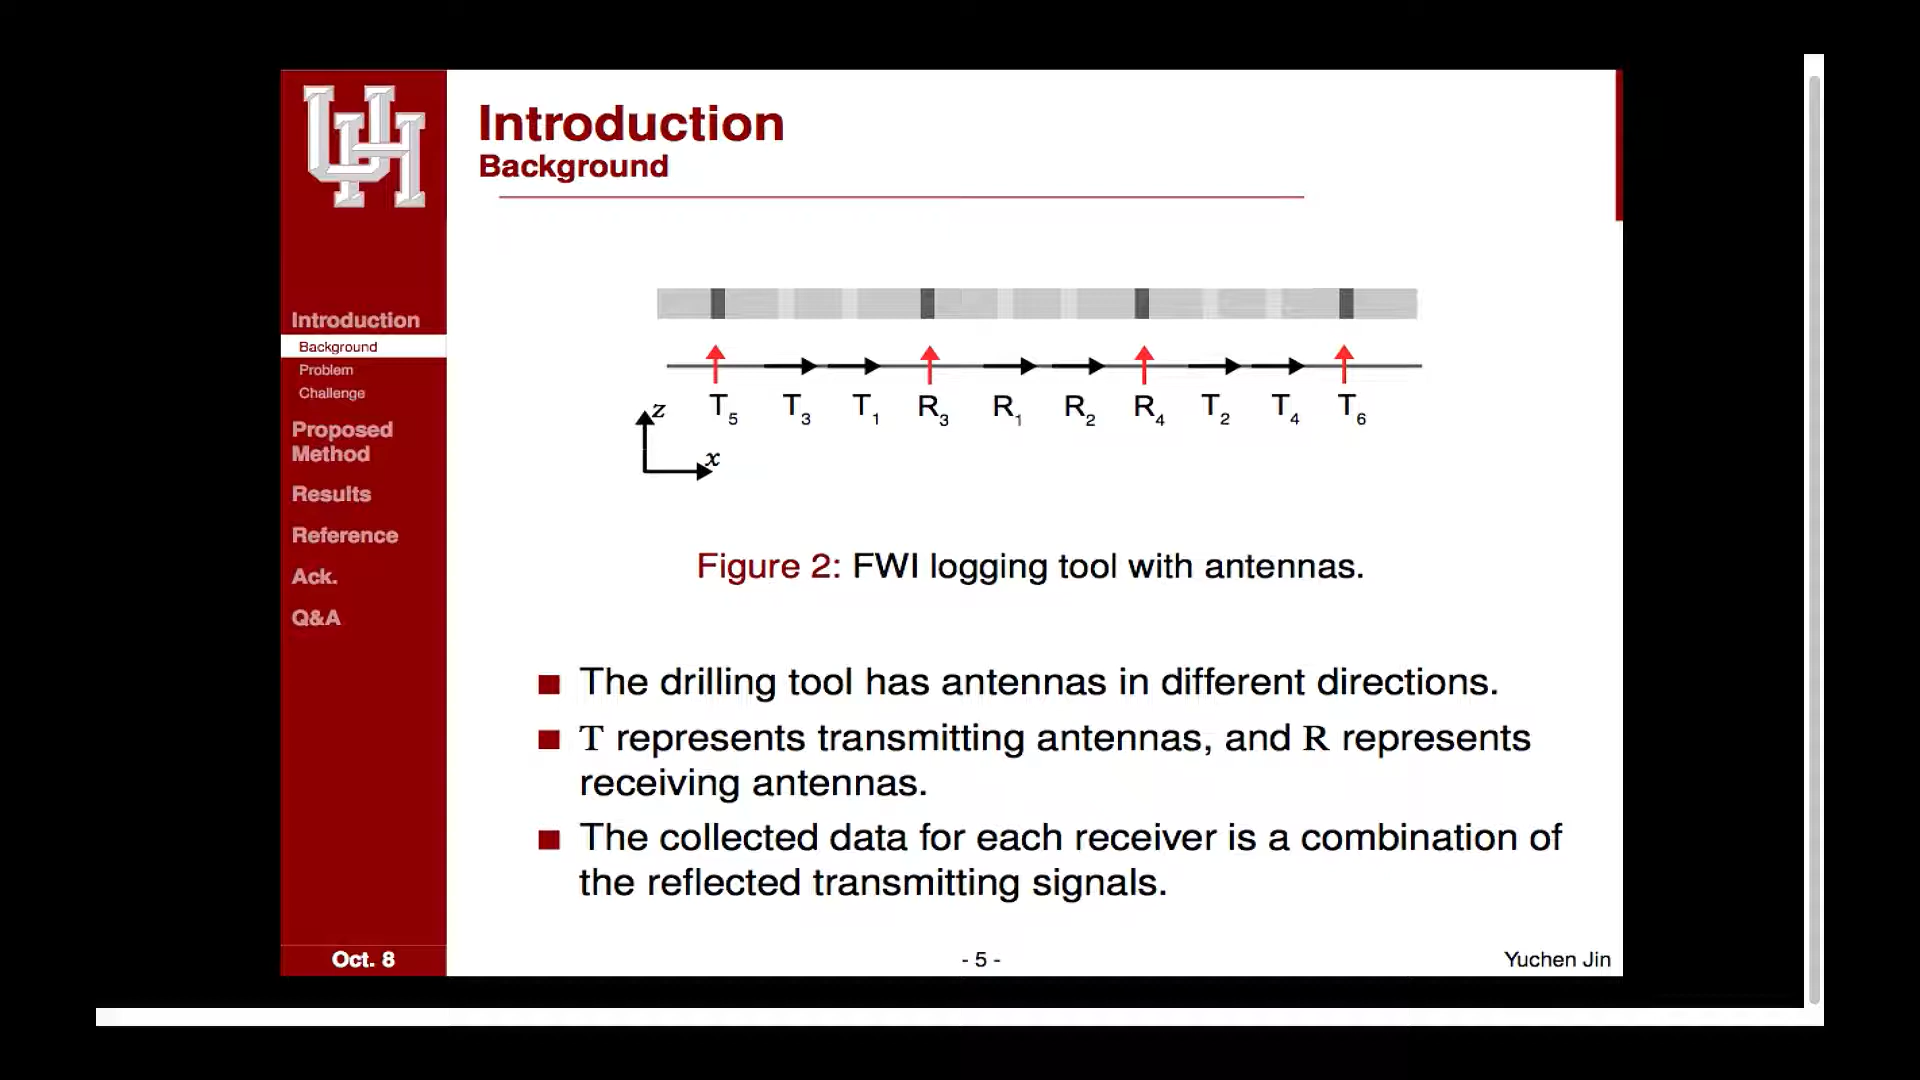 UH
Introduction
Background
Introduction
Background
Problem
Challenge
Proposed
Method
Results
Reference
Ack.
Q&A
T5 T3 T1 R3 R1 R2 R4 T2 T4 T6
z
x
Figure 2: FWI logging tool with antennas.
The drilling tool has antennas in different directions.
T represents transmitting antennas, and R represents
receiving antennas.
The collected data for each receiver is a combination of
the reflected transmitting signals.
Oct. 8
- 5 -
Yuchen Jin